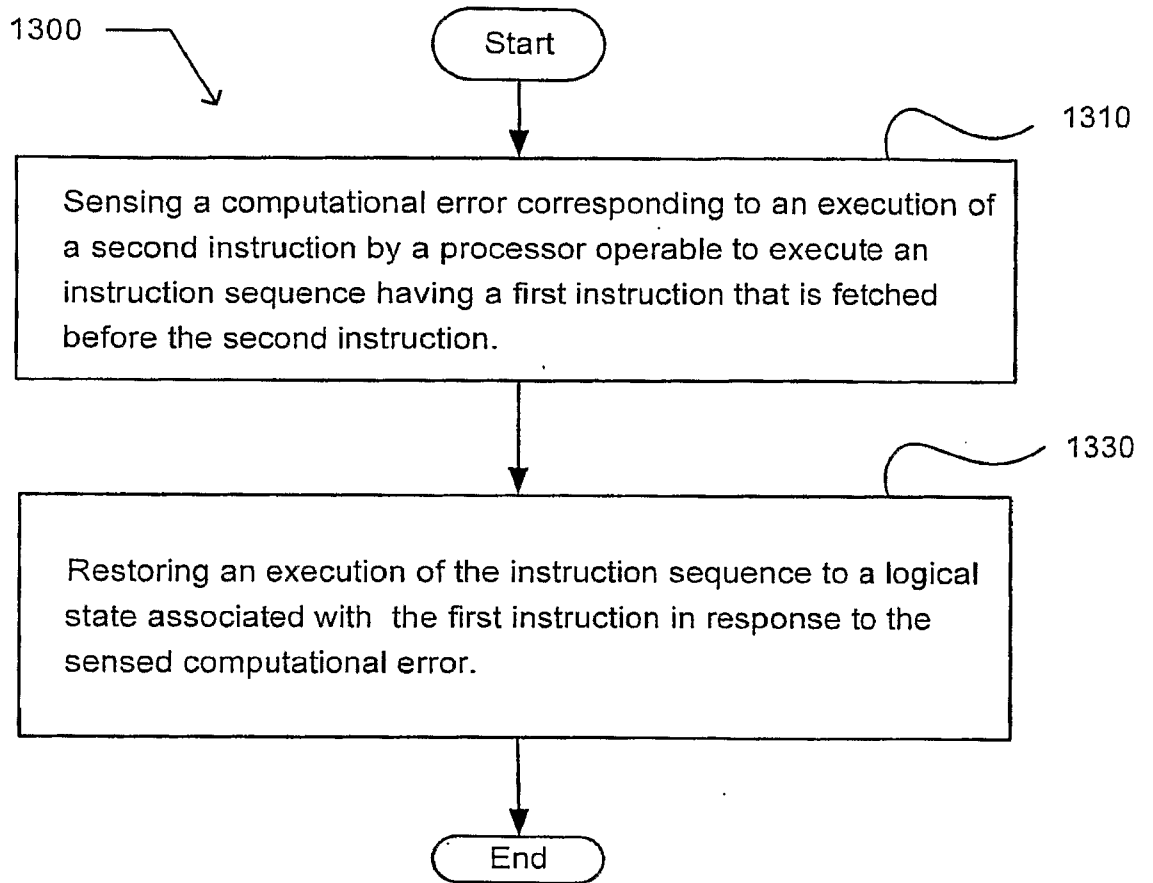 1300
Start
1310
Sensing a computational error corresponding to an execution of
a second instruction by a processor operable to execute an
instruction sequence having a first instruction that is fetched
before the second instruction.
1330
Restoring an execution of the instruction sequence to a logical
state associated with the first instruction in response to the
sensed computational error.
End